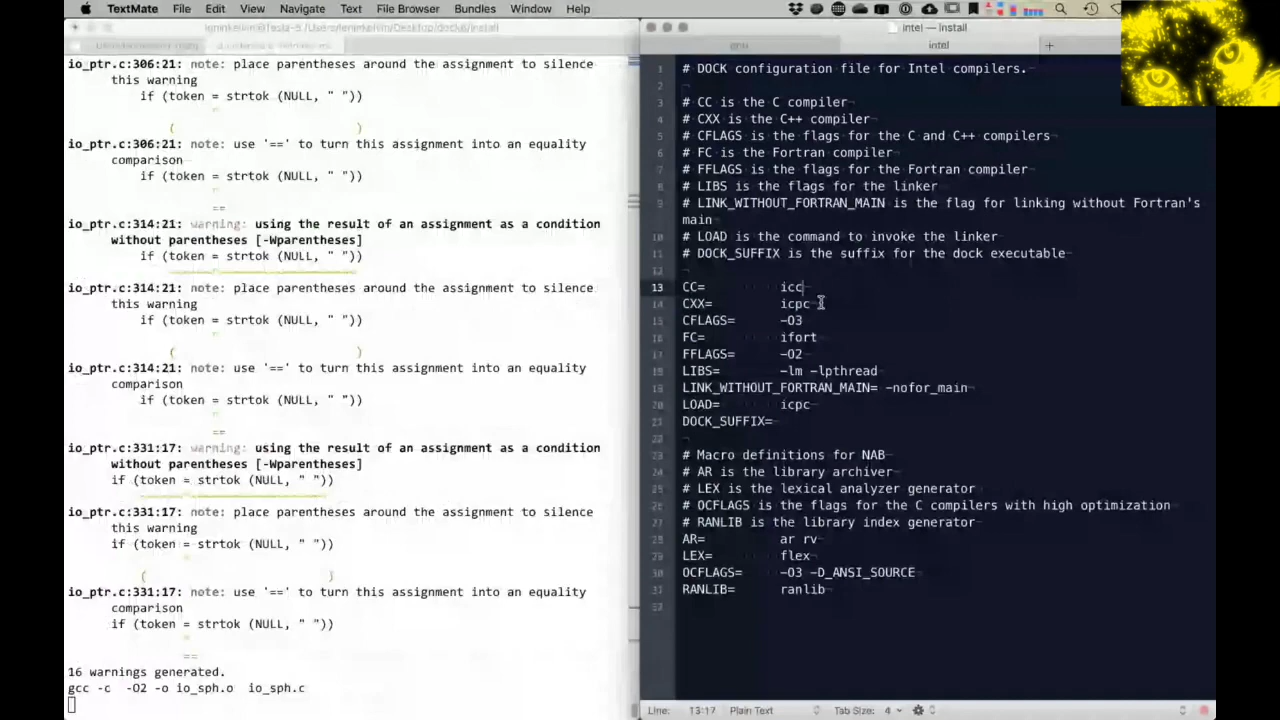 TextMate File Edit View Navigate Text File Browser Bundles Window Help
io_ptr.c:306:21: note: place parentheses around the assignment to silence
this warning
if (token = strtok (NULL, " "))
^
( )
io_ptr.c:306:21: note: use '==' to turn this assignment into an equality
comparison
if (token = strtok (NULL, " "))
^
==
io_ptr.c:314:21: warning: using the result of an assignment as a condition
without parentheses [-Wparentheses]
if (token = strtok (NULL, " "))
io_ptr.c:314:21: note: place parentheses around the assignment to silence
this warning
if (token = strtok (NULL, " "))
^
( )
io_ptr.c:314:21: note: use '==' to turn this assignment into an equality
comparison
if (token = strtok (NULL, " "))
^
==
io_ptr.c:331:17: warning: using the result of an assignment as a condition
without parentheses [-Wparentheses]
if (token = strtok (NULL, " "))
io_ptr.c:331:17: note: place parentheses around the assignment to silence
this warning
if (token = strtok (NULL, " "))
^
( )
io_ptr.c:331:17: note: use '==' to turn this assignment into an equality
comparison
if (token = strtok (NULL, " "))
^
==
16 warnings generated.
gcc -c -O2 -o io_sph.o io_sph.c
intel — install
gnu intel +
1 # DOCK configuration file for Intel compilers.
2
3 # CC is the C compiler
4 # CXX is the C++ compiler
5 # CFLAGS is the flags for the C and C++ compilers
6 # FC is the Fortran compiler
7 # FFLAGS is the flags for the Fortran compiler
8 # LIBS is the flags for the linker
9 # LINK_WITHOUT_FORTRAN_MAIN is the flag for linking without Fortran's
main
10 # LOAD is the command to invoke the linker
11 # DOCK_SUFFIX is the suffix for the dock executable
12
13 CC= icc
14 CXX= icpc
15 CFLAGS= -O3
16 FC= ifort
17 FFLAGS= -O2
18 LIBS= -lm -lpthread
19 LINK_WITHOUT_FORTRAN_MAIN= -nofor_main
20 LOAD= icpc
21 DOCK_SUFFIX=
22
23 # Macro definitions for NAB
24 # AR is the library archiver
25 # LEX is the lexical analyzer generator
26 # OCFLAGS is the flags for the C compilers with high optimization
27 # RANLIB is the library index generator
28 AR= ar rv
29 LEX= flex
30 OCFLAGS= -O3 -D_ANSI_SOURCE
31 RANLIB= ranlib
32
Line: 13:17 Plain Text Tab Size: 4